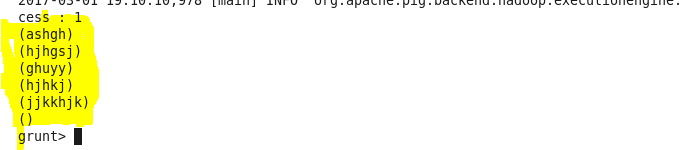 2017-03-01 19:10:10,978 [main] INFO org.apache.pig.backend.hadoop.executionengine.
cess : 1
(ashgh)
(hjhgsj)
(ghuyy)
(hjhkj)
(jjkkhjk)
()
grunt>